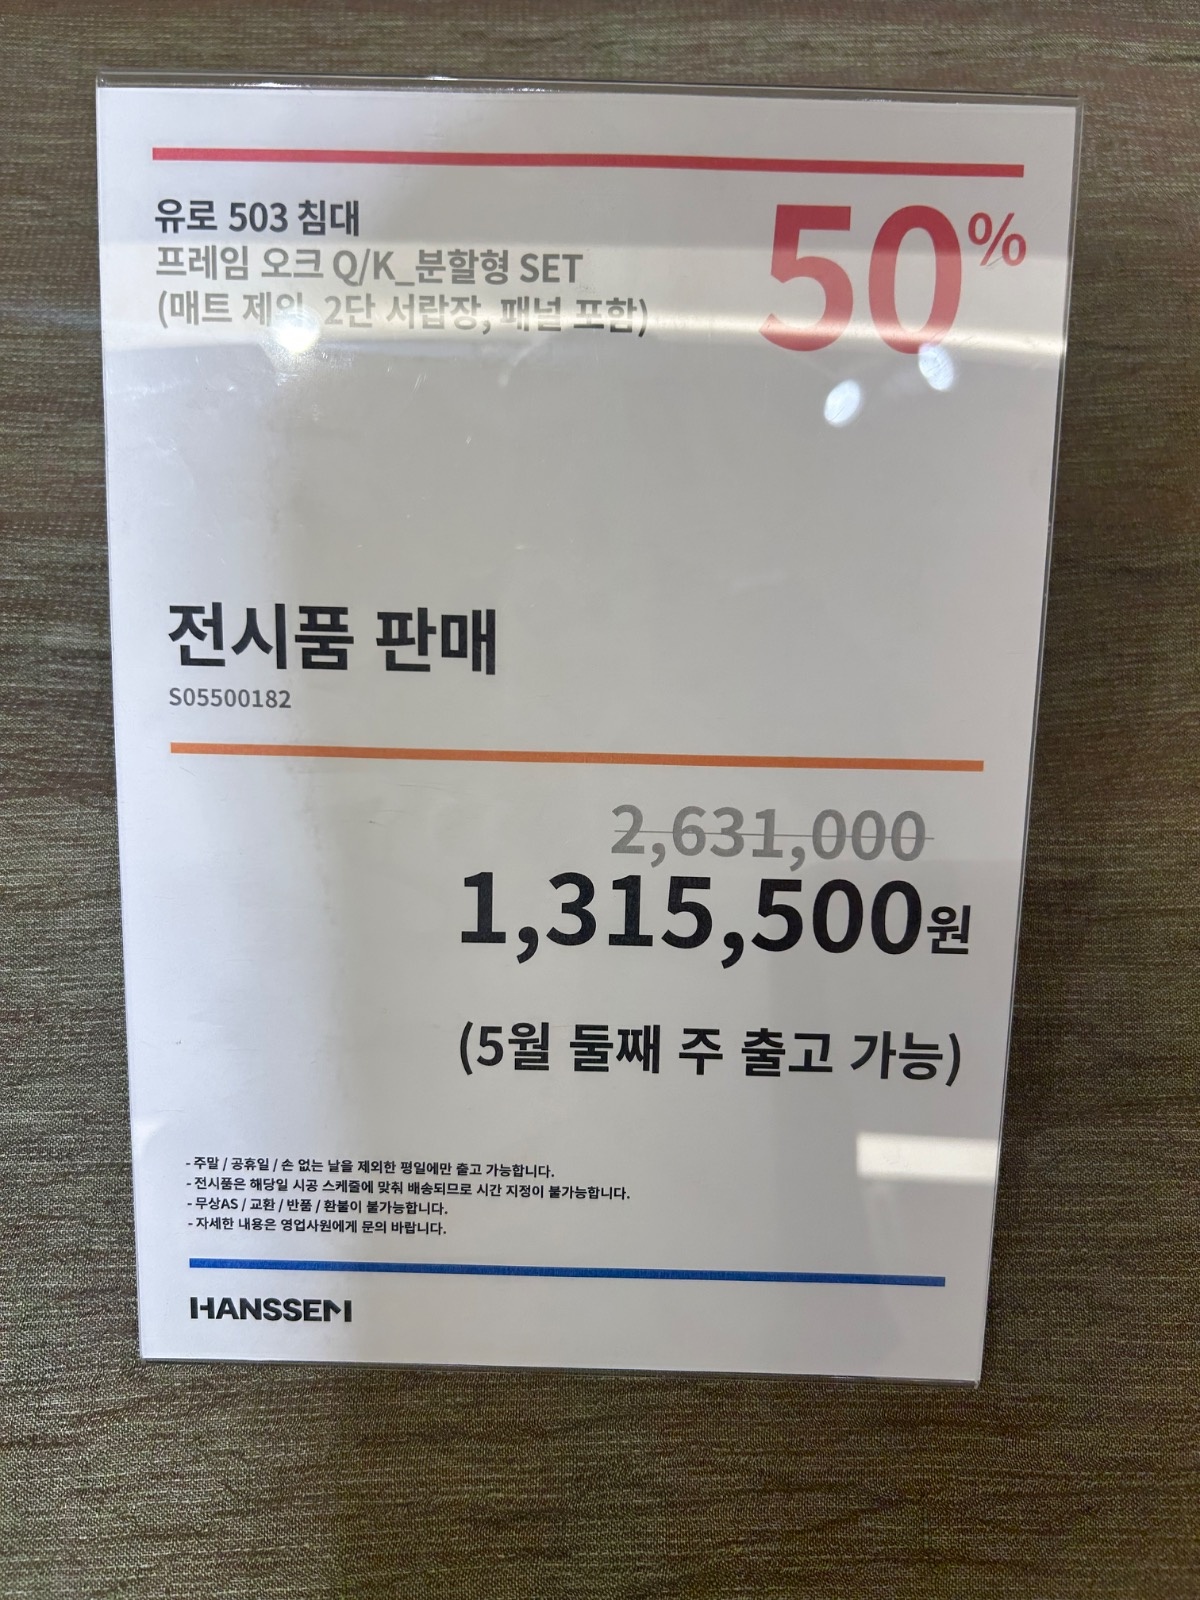 유로 503 침대
프레임 오크 Q/K_분할형 SET
(매트 제외, 2단 서랍장, 패널 포함)
50%
전시품 판매
S05500182
2,631,000
1,315,500원
(5월 둘째 주 출고 가능)
- 주말 / 공휴일 / 손 없는 날을 제외한 평일에만 출고 가능합니다.
- 전시품은 해당일 시공 스케줄에 맞춰 배송되므로 시간 지정이 불가능합니다.
- 무상AS / 교환 / 반품 / 환불이 불가능합니다.
- 자세한 내용은 영업사원에게 문의 바랍니다.
HANSSEM